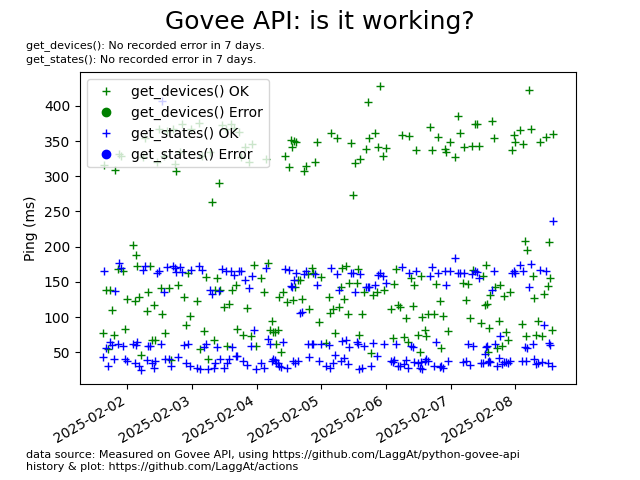 Govee API: is it working?
get_devices(): No recorded error in 7 days.
get_states(): No recorded error in 7 days.
get_devices() OK
get_devices() Error
get_states() OK
get_states() Error
Ping (ms)
400
350
300
250
200
150
100
50
2025-02-02
2025-02-03
2025-02-04
2025-02-05
2025-02-06
2025-02-07
2025-02-08
data source: Measured on Govee API, using https://github.com/LaggAt/python-govee-api
history & plot: https://github.com/LaggAt/actions